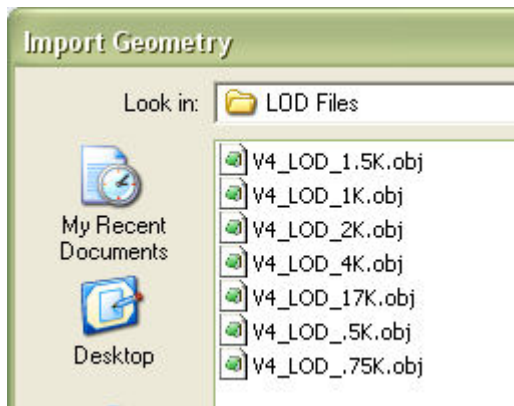 Import Geometry
Look in: LOD Files
V4_LOD_1.5K.obj
V4_LOD_1K.obj
V4_LOD_2K.obj
V4_LOD_4K.obj
V4_LOD_17K.obj
V4_LOD_.5K.obj
V4_LOD_.75K.obj
My Recent
Documents
Desktop